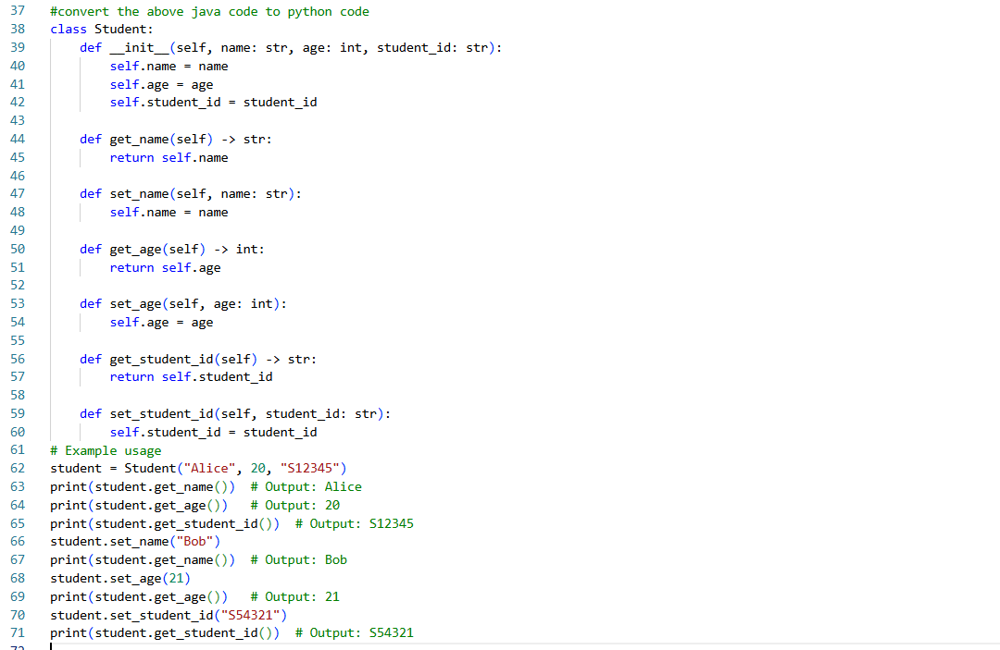 37 #convert the above java code to python code
38 class Student:
39     def __init__(self, name: str, age: int, student_id: str):
40         self.name = name
41         self.age = age
42         self.student_id = student_id
43
44     def get_name(self) -> str:
45         return self.name
46
47     def set_name(self, name: str):
48         self.name = name
49
50     def get_age(self) -> int:
51         return self.age
52
53     def set_age(self, age: int):
54         self.age = age
55
56     def get_student_id(self) -> str:
57         return self.student_id
58
59     def set_student_id(self, student_id: str):
60         self.student_id = student_id
61 # Example usage
62 student = Student("Alice", 20, "S12345")
63 print(student.get_name())  # Output: Alice
64 print(student.get_age())   # Output: 20
65 print(student.get_student_id())  # Output: S12345
66 student.set_name("Bob")
67 print(student.get_name())  # Output: Bob
68 student.set_age(21)
69 print(student.get_age())   # Output: 21
70 student.set_student_id("S54321")
71 print(student.get_student_id())  # Output: S54321
72